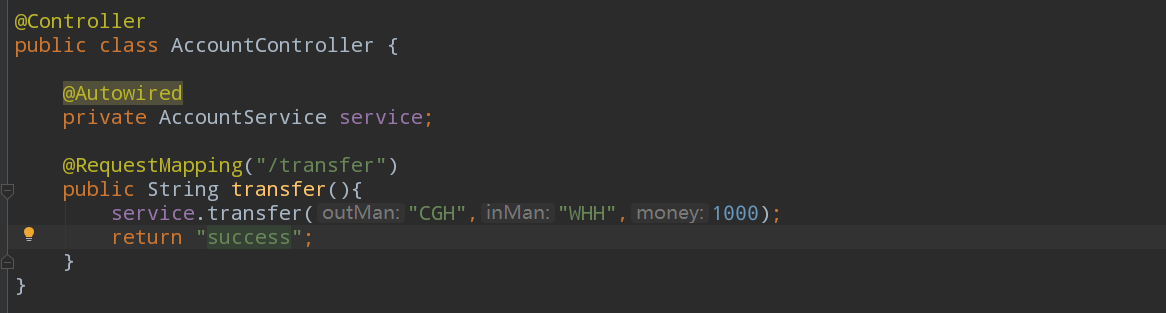 @Controller
public class AccountController {
@Autowired
private AccountService service;
@RequestMapping("/transfer")
public String transfer(){
service.transfer( outMan: "CGH", inMan: "WHH", money: 1000);
return "success";
}
}